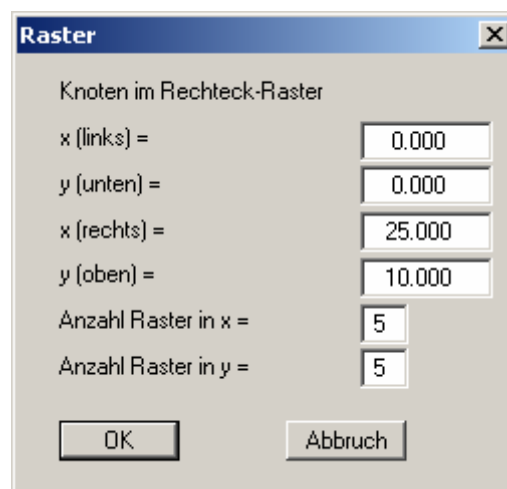 Raster
Knoten im Rechteck-Raster
x (links) = 0.000
y (unten) = 0.000
x (rechts) = 25.000
y (oben) = 10.000
Anzahl Raster in x = 5
Anzahl Raster in y = 5
OK Abbruch